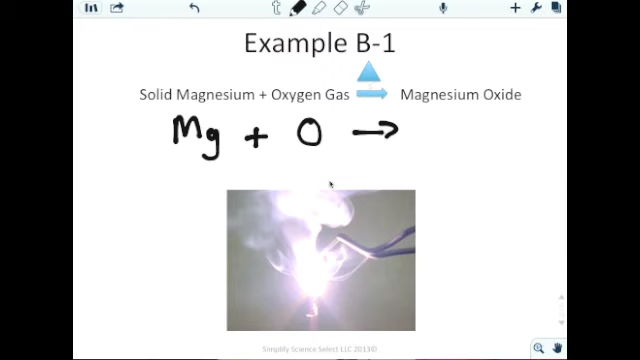 Example B-1
Solid Magnesium + Oxygen Gas Magnesium Oxide
Mg + O →
Simplify Science Select LLC 2013©